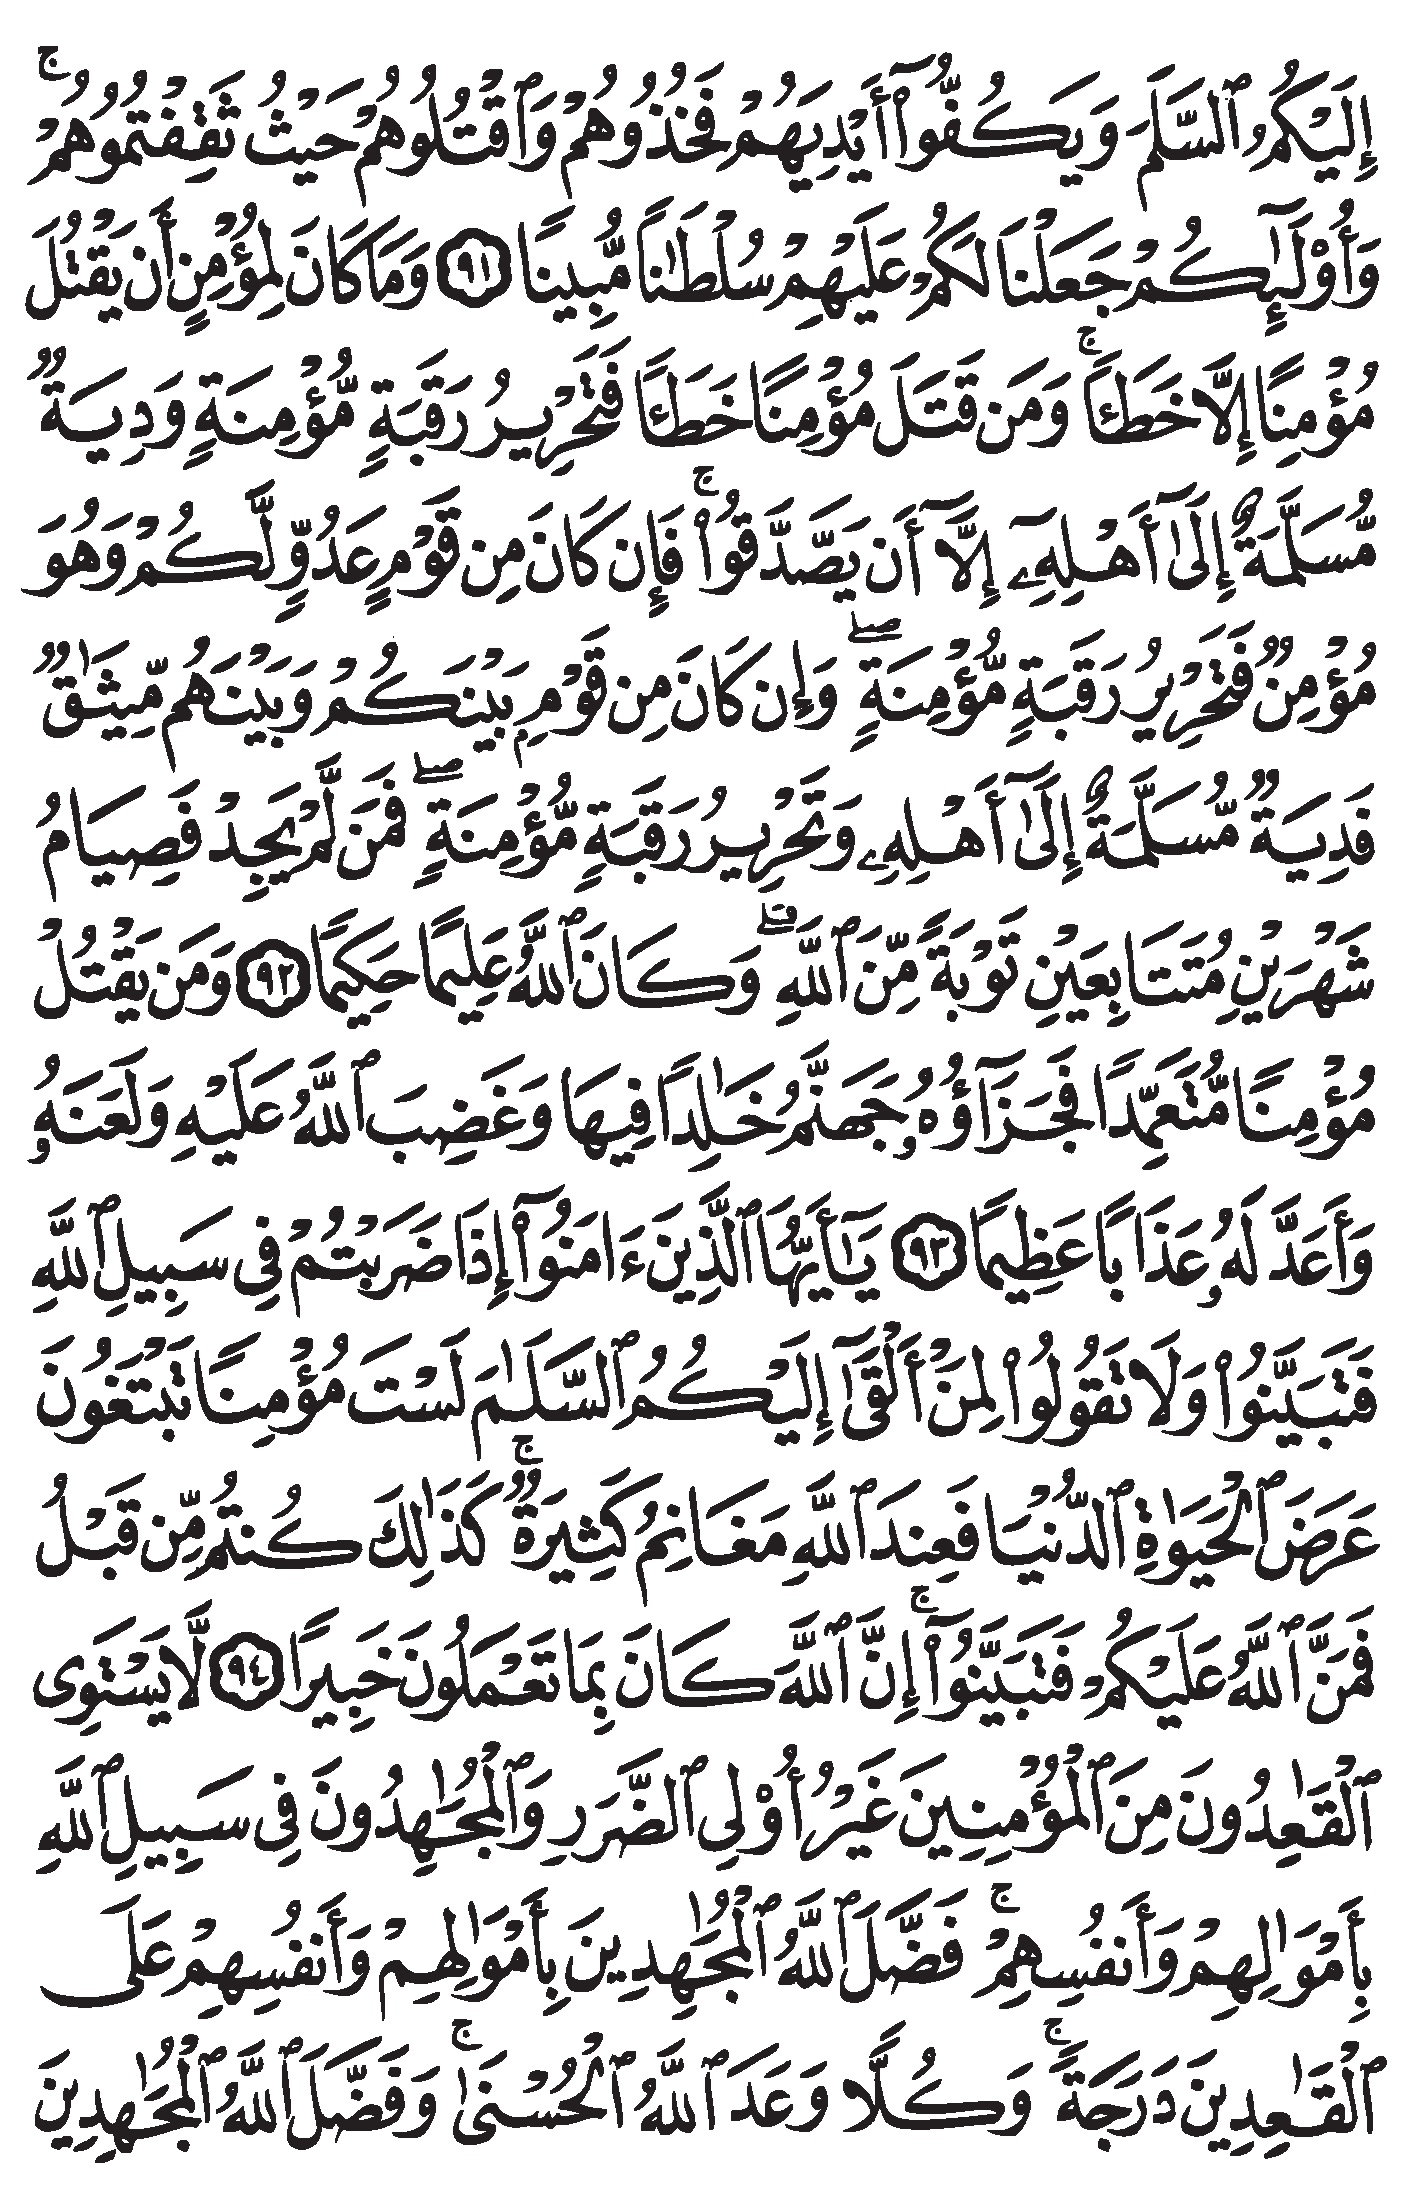 إِلَيْكُمُ ٱلسَّلَمَ وَيَكُفُّوٓا۟ أَيْدِيَهُمْ فَخُذُوهُمْ وَٱقْتُلُوهُمْ حَيْثُ ثَقِفْتُمُوهُمْ ۚ
وَأُو۟لَـٰٓئِكُمْ جَعَلْنَا لَكُمْ عَلَيْهِمْ سُلْطَـٰنًا مُّبِينًا ٩١ وَمَا كَانَ لِمُؤْمِنٍ أَن يَقْتُلَ
مُؤْمِنًا إِلَّا خَطَـًٔا ۚ وَمَن قَتَلَ مُؤْمِنًا خَطَـًٔا فَتَحْرِيرُ رَقَبَةٍ مُّؤْمِنَةٍ وَدِيَةٌ
مُّسَلَّمَةٌ إِلَىٰٓ أَهْلِهِۦٓ إِلَّآ أَن يَصَّدَّقُوا۟ ۚ فَإِن كَانَ مِن قَوْمٍ عَدُوٍّ لَّكُمْ وَهُوَ
مُؤْمِنٌ فَتَحْرِيرُ رَقَبَةٍ مُّؤْمِنَةٍ ۖ وَإِن كَانَ مِن قَوْمٍۭ بَيْنَكُمْ وَبَيْنَهُم مِّيثَـٰقٌ
فَدِيَةٌ مُّسَلَّمَةٌ إِلَىٰٓ أَهْلِهِۦ وَتَحْرِيرُ رَقَبَةٍ مُّؤْمِنَةٍ ۖ فَمَن لَّمْ يَجِدْ فَصِيَامُ
شَهْرَيْنِ مُتَتَابِعَيْنِ تَوْبَةً مِّنَ ٱللَّهِ ۗ وَكَانَ ٱللَّهُ عَلِيمًا حَكِيمًا ٩٢ وَمَن يَقْتُلْ
مُؤْمِنًا مُّتَعَمِّدًا فَجَزَآؤُهُۥ جَهَنَّمُ خَـٰلِدًا فِيهَا وَغَضِبَ ٱللَّهُ عَلَيْهِ وَلَعَنَهُۥ
وَأَعَدَّ لَهُۥ عَذَابًا عَظِيمًا ٩٣ يَـٰٓأَيُّهَا ٱلَّذِينَ ءَامَنُوٓا۟ إِذَا ضَرَبْتُمْ فِى سَبِيلِ ٱللَّهِ
فَتَبَيَّنُوا۟ وَلَا تَقُولُوا۟ لِمَنْ أَلْقَىٰٓ إِلَيْكُمُ ٱلسَّلَـٰمَ لَسْتَ مُؤْمِنًا تَبْتَغُونَ
عَرَضَ ٱلْحَيَوٰةِ ٱلدُّنْيَا فَعِندَ ٱللَّهِ مَغَانِمُ كَثِيرَةٌ ۚ كَذَٰلِكَ كُنتُم مِّن قَبْلُ
فَمَنَّ ٱللَّهُ عَلَيْكُمْ فَتَبَيَّنُوٓا۟ ۚ إِنَّ ٱللَّهَ كَانَ بِمَا تَعْمَلُونَ خَبِيرًا ٩٤ لَّا يَسْتَوِى
ٱلْقَـٰعِدُونَ مِنَ ٱلْمُؤْمِنِينَ غَيْرُ أُو۟لِى ٱلضَّرَرِ وَٱلْمُجَـٰهِدُونَ فِى سَبِيلِ ٱللَّهِ
بِأَمْوَٰلِهِمْ وَأَنفُسِهِمْ ۚ فَضَّلَ ٱللَّهُ ٱلْمُجَـٰهِدِينَ بِأَمْوَٰلِهِمْ وَأَنفُسِهِمْ عَلَى
ٱلْقَـٰعِدِينَ دَرَجَةً ۚ وَكُلًّا وَعَدَ ٱللَّهُ ٱلْحُسْنَىٰ ۚ وَفَضَّلَ ٱللَّهُ ٱلْمُجَـٰهِدِينَ